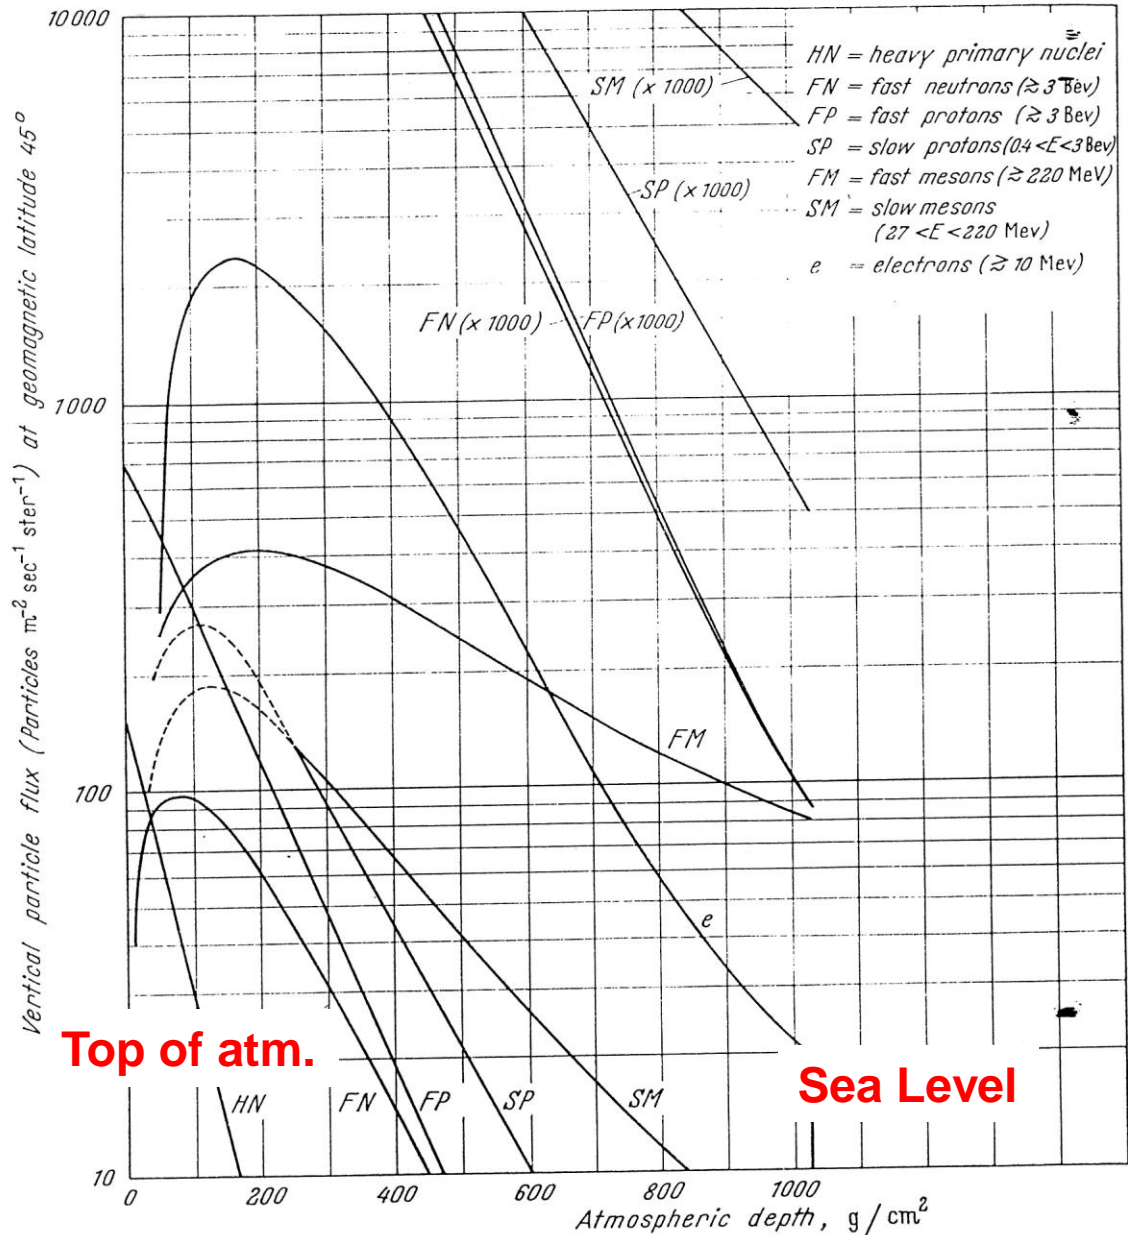 10 000
1000
100
10
Vertical particle flux (Particles m⁻² sec⁻¹ ster⁻¹) at geomagnetic latitude 45°
HN = heavy primary nuclei
FN = fast neutrons (≳ 3 Bev)
FP = fast protons (≳ 3 Bev)
SP = slow protons (0.4 < E < 3 Bev)
FM = fast mesons (≳ 220 MeV)
SM = slow mesons
(27 < E < 220 Mev)
e = electrons (≳ 10 Mev)
SM (x 1000)
SP (x 1000)
FN (x 1000)
FP (x 1000)
FM
e
Top of atm.
Sea Level
HN
FN
FP
SP
SM
0 200 400 600 800 1000
Atmospheric depth, g/cm²